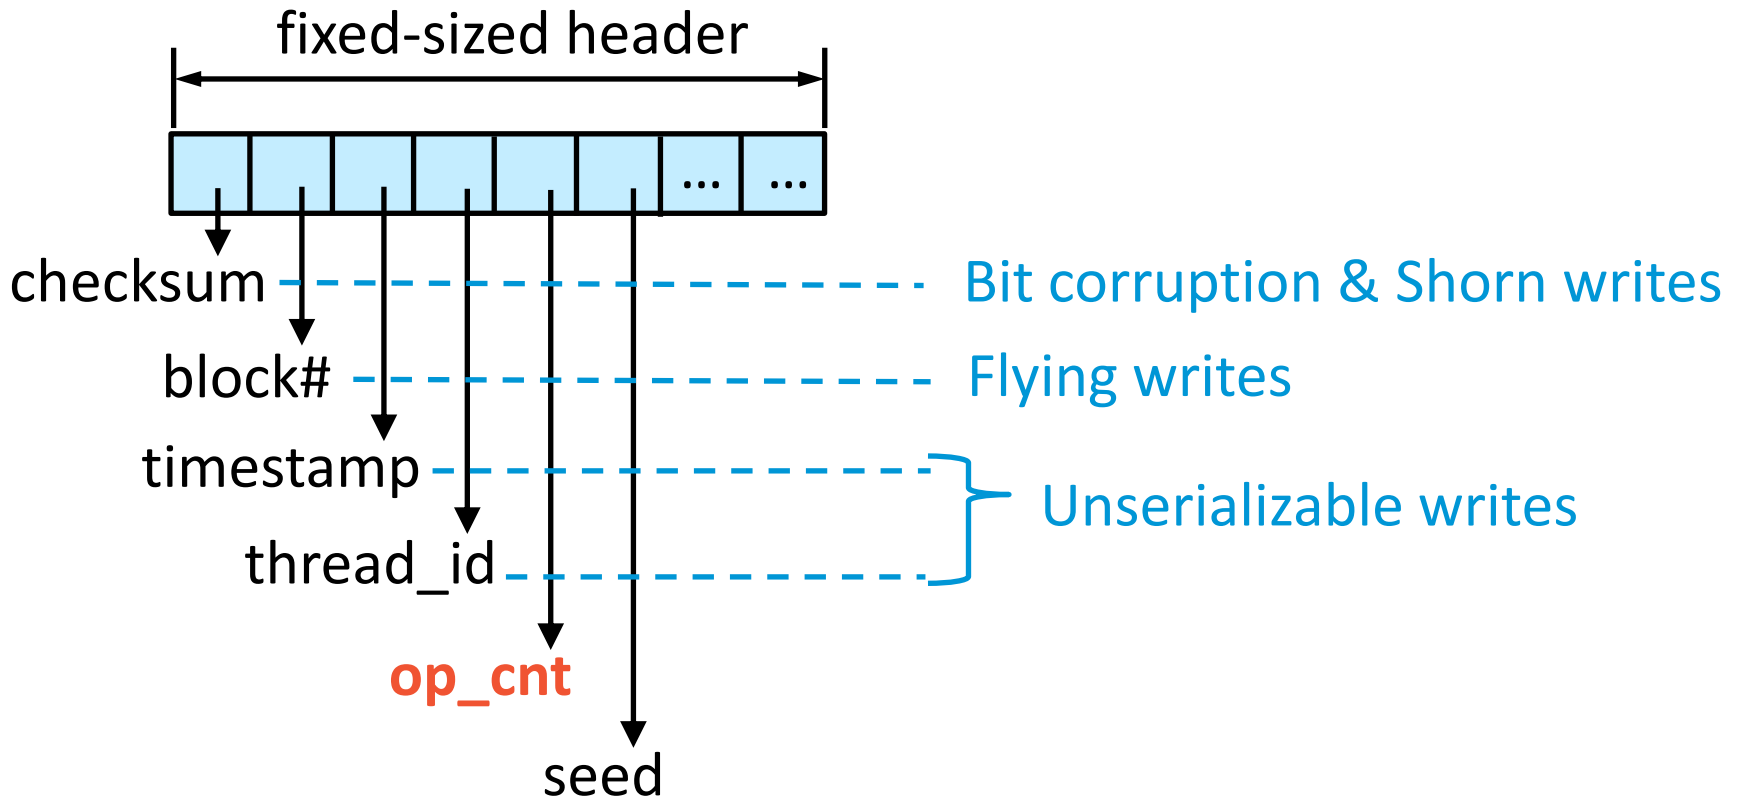 fixed-sized header
... ...
checksum
Bit corruption & Shorn writes
block#
Flying writes
timestamp
Unserializable writes
thread_id
op_cnt
seed